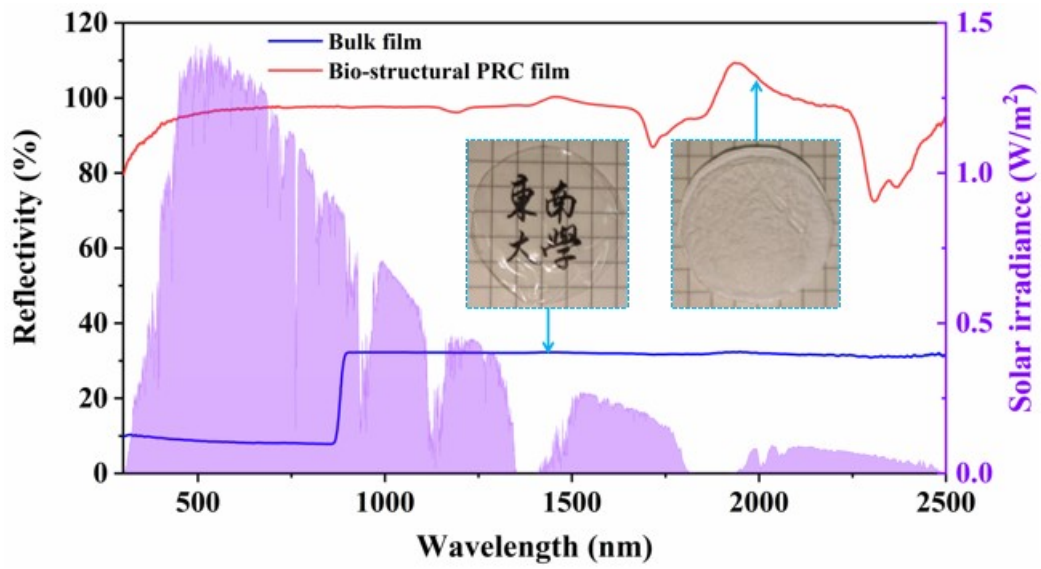 120
100
80
60
40
20
0
Reflectivity (%)
Bulk film
Bio-structural PRC film
東南
大學
1.5
1.0
0.5
0.0
Solar irradiance (W/m²)
500
1000
1500
2000
2500
Wavelength (nm)